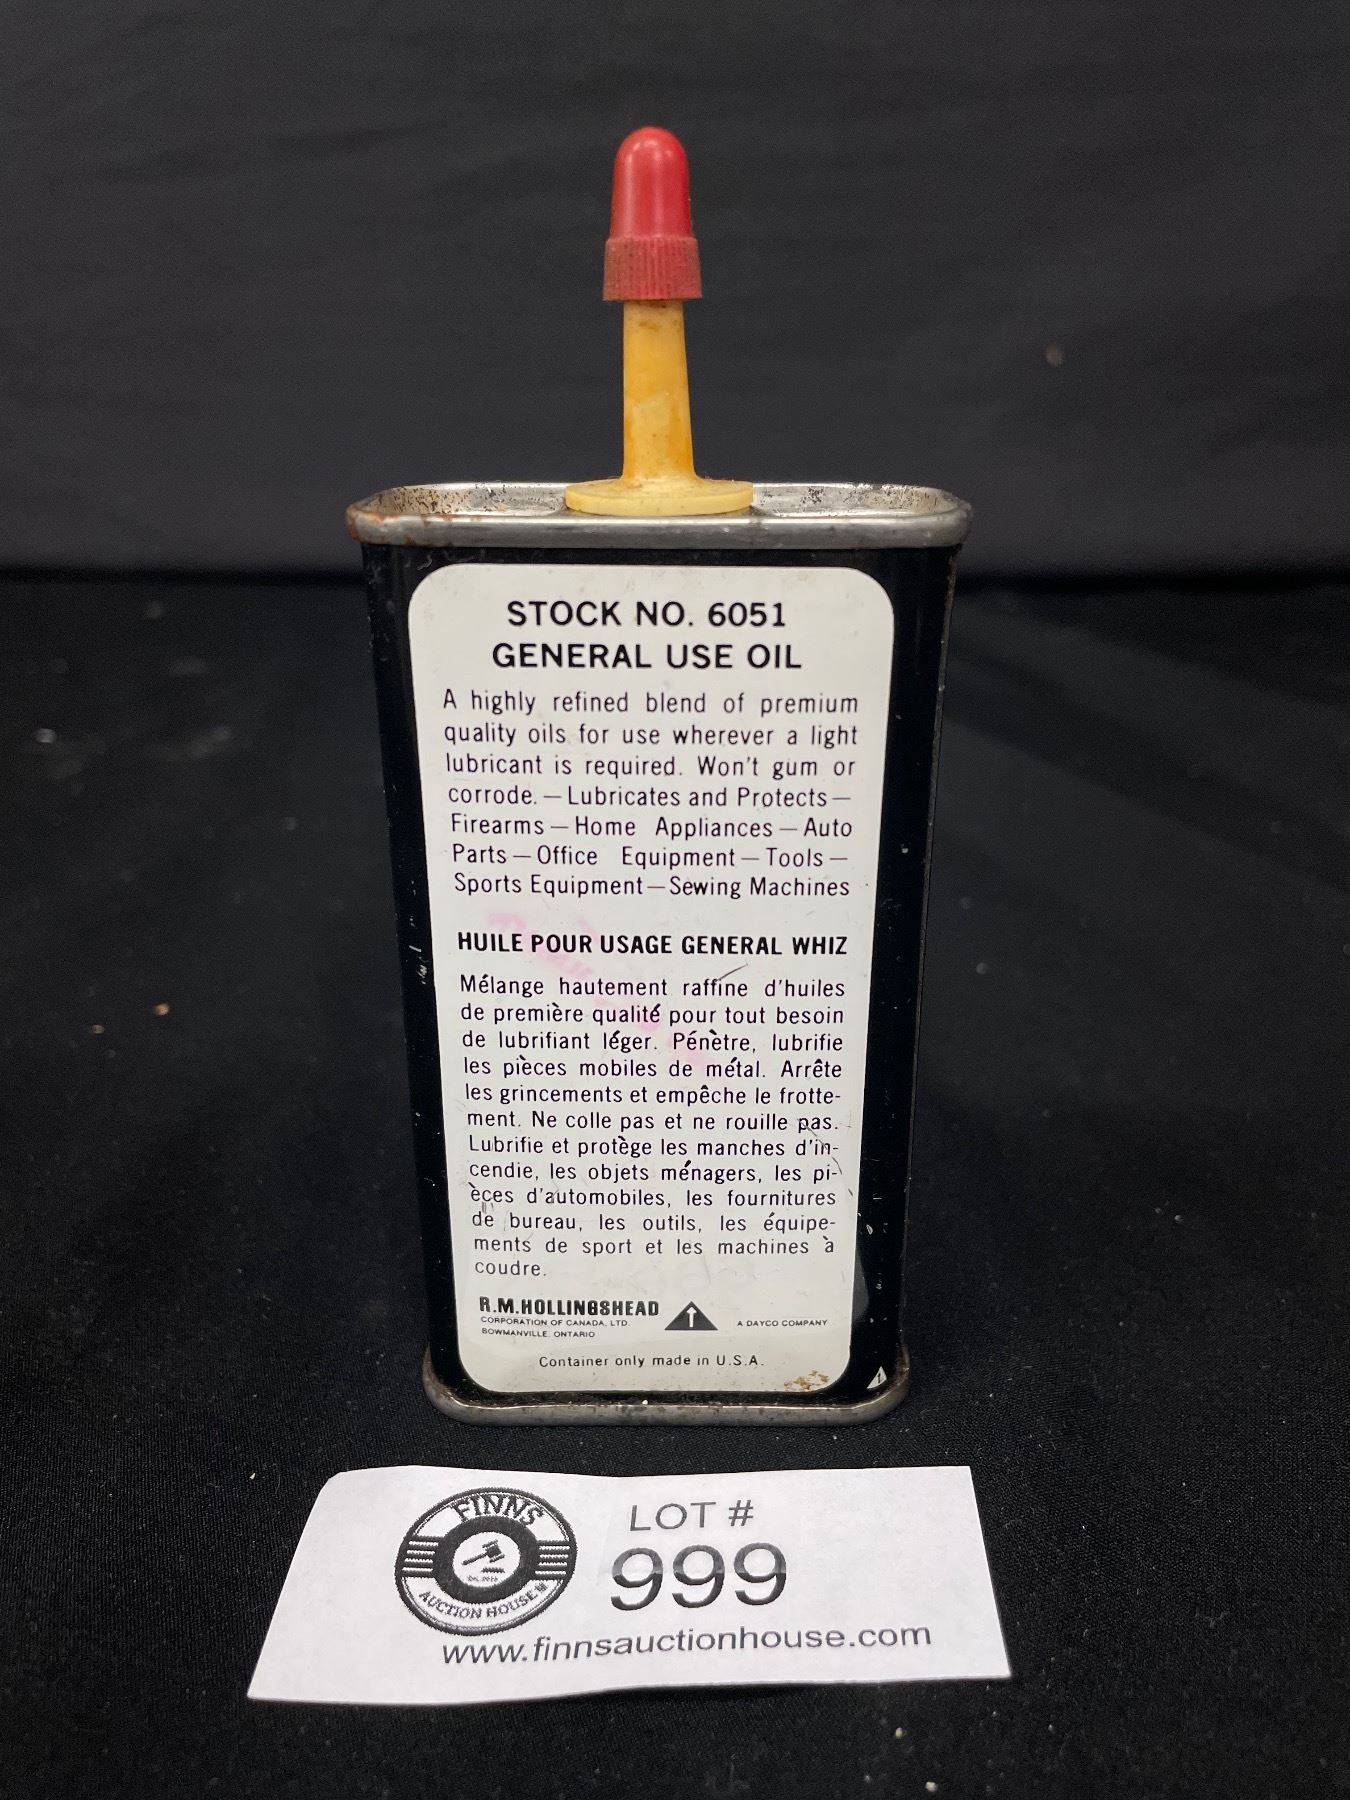 STOCK NO. 6051
GENERAL USE OIL
A highly refined blend of premium
quality oils for use wherever a light
lubricant is required. Won't gum or
corrode. — Lubricates and Protects —
Firearms — Home Appliances — Auto
Parts — Office Equipment — Tools —
Sports Equipment — Sewing Machines
HUILE POUR USAGE GENERAL WHIZ
Mélange hautement raffine d'huiles
de première qualité pour tout besoin
de lubrifiant léger. Pénètre, lubrifie
les pièces mobiles de métal. Arrête
les grincements et empêche le frotte-
ment. Ne colle pas et ne rouille pas.
Lubrifie et protège les manches d'in-
cendie, les objets ménagers, les pi-
èces d'automobiles, les fournitures
de bureau, les outils, les équipe-
ments de sport et les machines à
coudre.
R.M.HOLLINGSHEAD
CORPORATION OF CANADA, LTD.
BOWMANVILLE, ONTARIO
A DAYCO COMPANY
Container only made in U.S.A.
1
FINNS
AUCTION HOUSE
LOT #
999
www.finnsauctionhouse.com